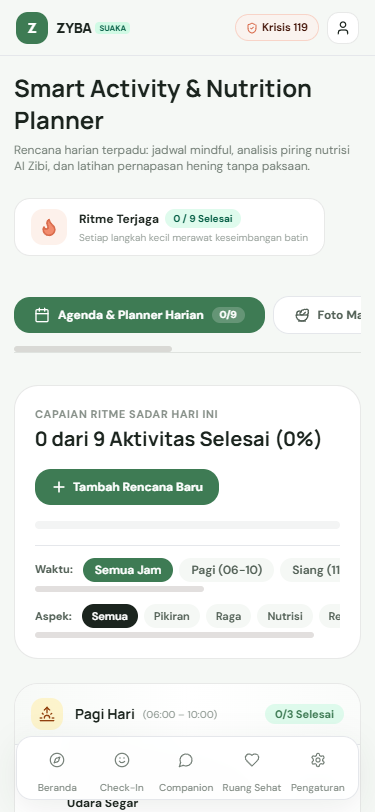 Z ZYBA SUAKA Krisis 119
Smart Activity & Nutrition
Planner
Rencana harian terpadu: jadwal mindful, analisis piring nutrisi
AI Zibi, dan latihan pernapasan hening tanpa paksaan.
Ritme Terjaga 0 / 9 Selesai
Setiap langkah kecil merawat keseimbangan batin
Agenda & Planner Harian 0/9 Foto Ma
CAPAIAN RITME SADAR HARI INI
0 dari 9 Aktivitas Selesai (0%)
+ Tambah Rencana Baru
Waktu: Semua Jam Pagi (06-10) Siang (11
Aspek: Semua Pikiran Raga Nutrisi Re
Pagi Hari (06:00 – 10:00) 0/3 Selesai
Beranda Check-In Companion Ruang Sehat Pengaturan
Udara Segar